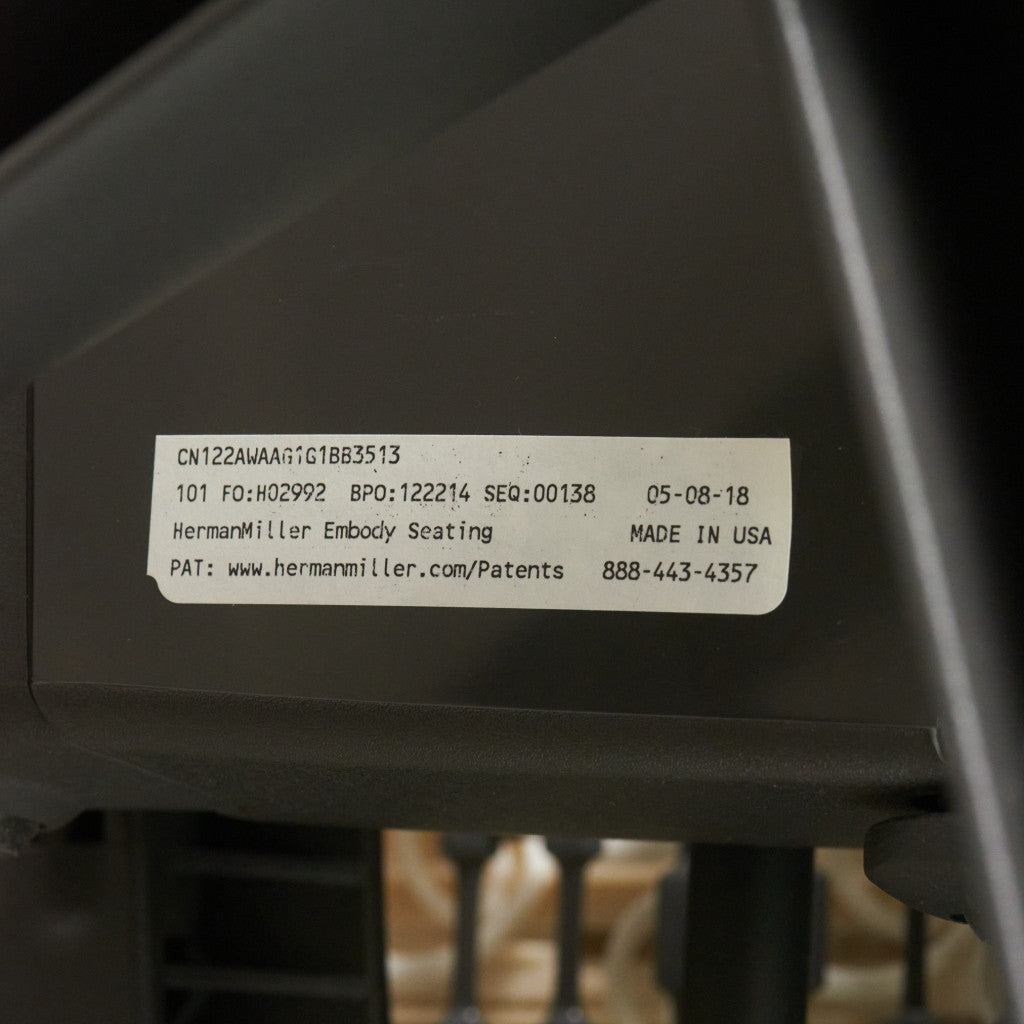 CN122AWAAG1G1BB3513
101 FO:H02992 BPO:122214 SEQ:00138 05-08-18
HermanMiller Embody Seating MADE IN USA
PAT: www.hermanmiller.com/Patents 888-443-4357